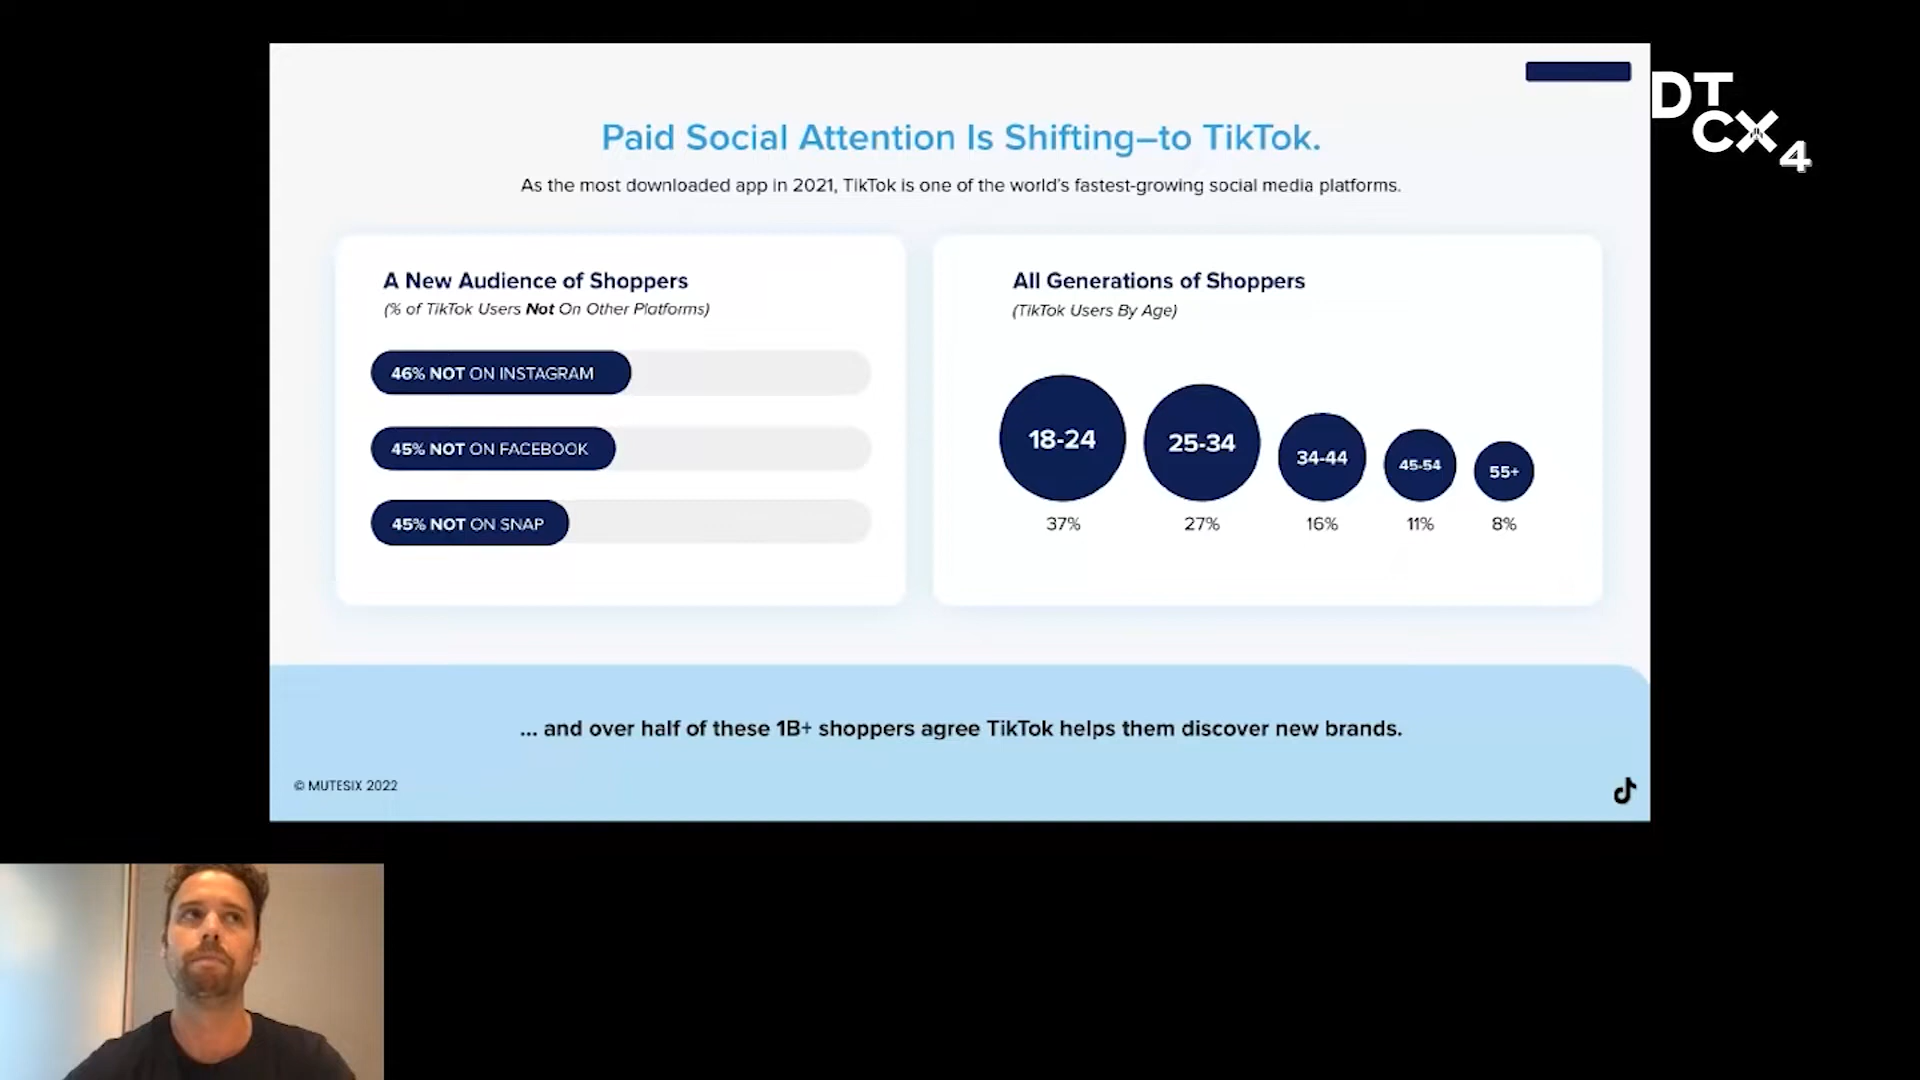 DT
CX4
Paid Social Attention Is Shifting–to TikTok.
As the most downloaded app in 2021, TikTok is one of the world's fastest-growing social media platforms.
A New Audience of Shoppers
(% of TikTok Users Not On Other Platforms)
46% NOT ON INSTAGRAM
45% NOT ON FACEBOOK
45% NOT ON SNAP
All Generations of Shoppers
(TikTok Users By Age)
18-24 25-34 34-44 45-54 55+
37% 27% 16% 11% 8%
... and over half of these 1B+ shoppers agree TikTok helps them discover new brands.
© MUTESIX 2022